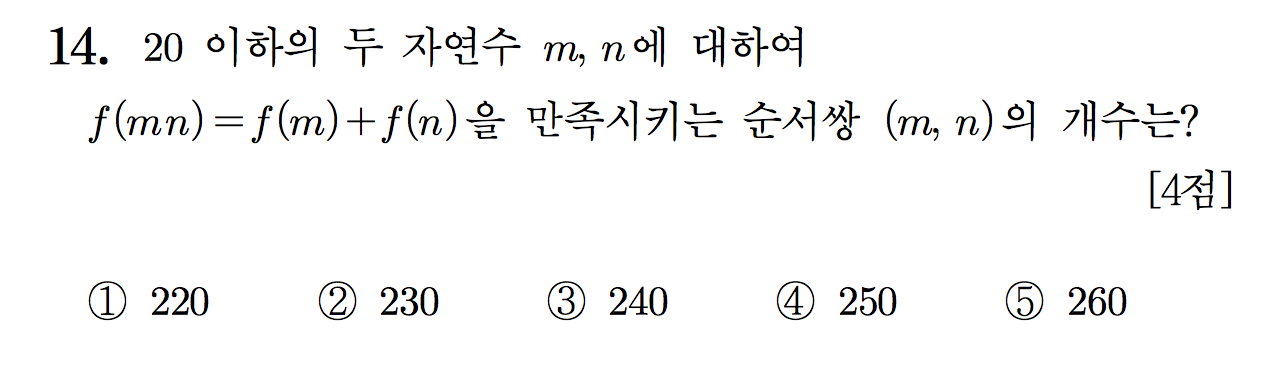 14. 20 이하의 두 자연수 m, n에 대하여
f(mn)=f(m)+f(n)을 만족시키는 순서쌍 (m, n)의 개수는?
[4점]
① 220 ② 230 ③ 240 ④ 250 ⑤ 260